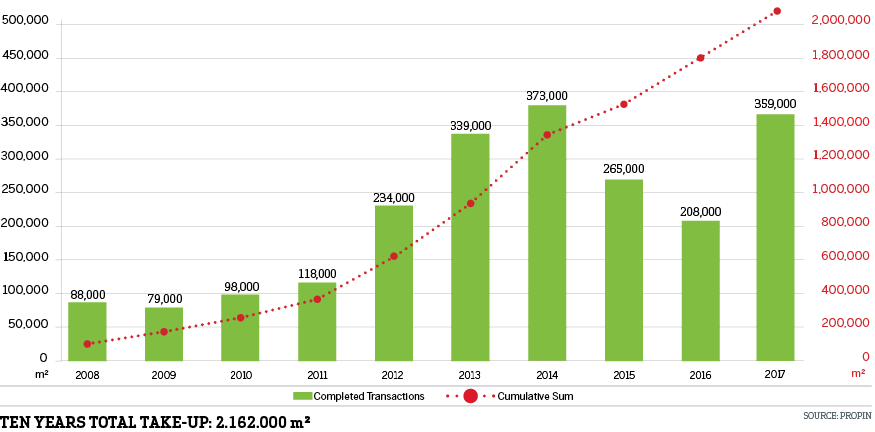 500,000 2,000,000
450,000 1,800,000
400,000 1,600,000
350,000 1,400,000
300,000 1,200,000
250,000 1,000,000
200,000 800,000
150,000 600,000
100,000 400,000
50,000 200,000
0 0
m² m²
88,000 79,000 98,000 118,000 234,000 339,000 373,000 265,000 208,000 359,000
2008 2009 2010 2011 2012 2013 2014 2015 2016 2017
Completed Transactions Cumulative Sum
TEN YEARS TOTAL TAKE-UP: 2.162.000 m²
SOURCE: PROPIN